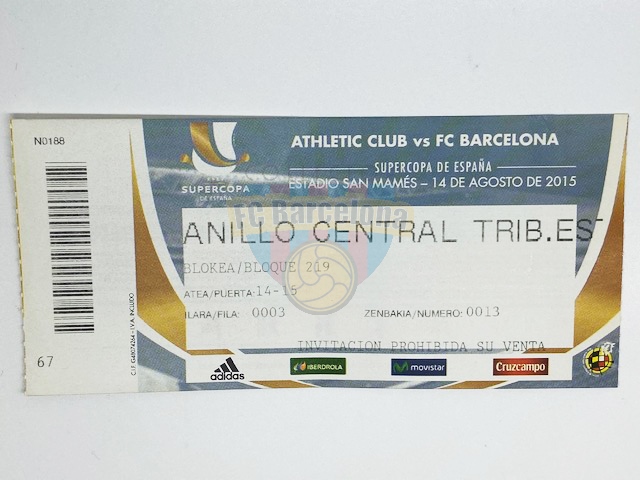 N0188
ATHLETIC CLUB vs FC BARCELONA
SUPERCOPA DE ESPAÑA
ESTADIO SAN MAMÉS – 14 DE AGOSTO DE 2015
SUPERCOPA
DE ESPAÑA
FC Barcelona
ANILLO CENTRAL TRIB.EST
BLOKEA/BLOQUE 219
ATEA/PUERTA: 14-15
ILARA/FILA: 0003
ZENBAKIA/NUMERO: 0013
INVITACION PROHIBIDA SU VENTA
67
adidas
IBERDROLA
movistar
Cruzcampo